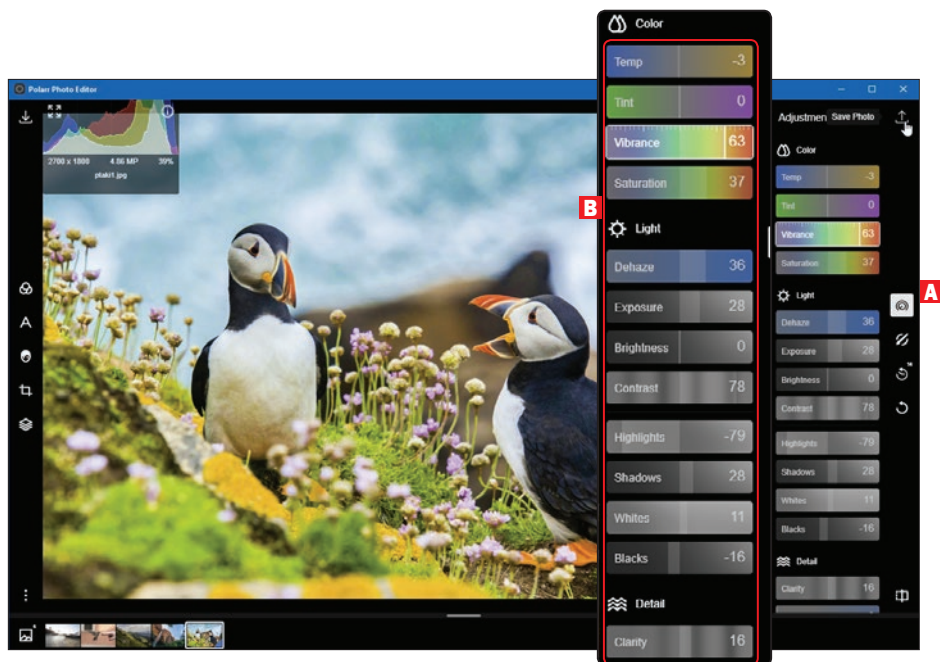 Color
Temp -3
Tint 0
Vibrance 63
Saturation 37
Light
Dehaze 36
Exposure 28
Brightness 0
Contrast 78
Highlights -79
Shadows 28
Whites 11
Blacks -16
Detail
Clarity 16
B
Polarr Photo Editor
2700 x 1800 4.86 MP 39%
plakit.jpg
A
Adjustmen Save Photo
Color
Temp -3
Tint 0
Vibrance 63
Saturation 37
Light
A
Dehaze 36
Exposure 28
Brightness 0
Contrast 78
Highlights -79
Shadows 28
Whites 11
Blacks -16
Detail
Clarity 16